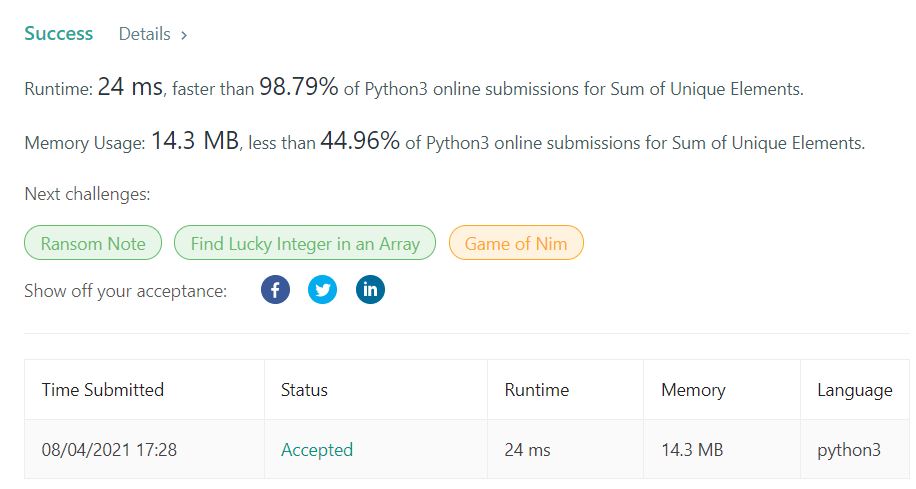 Success Details >
Runtime: 24 ms, faster than 98.79% of Python3 online submissions for Sum of Unique Elements.
Memory Usage: 14.3 MB, less than 44.96% of Python3 online submissions for Sum of Unique Elements.
Next challenges:
Ransom Note Find Lucky Integer in an Array Game of Nim
Show off your acceptance: f in
Time Submitted Status Runtime Memory Language
08/04/2021 17:28 Accepted 24 ms 14.3 MB python3